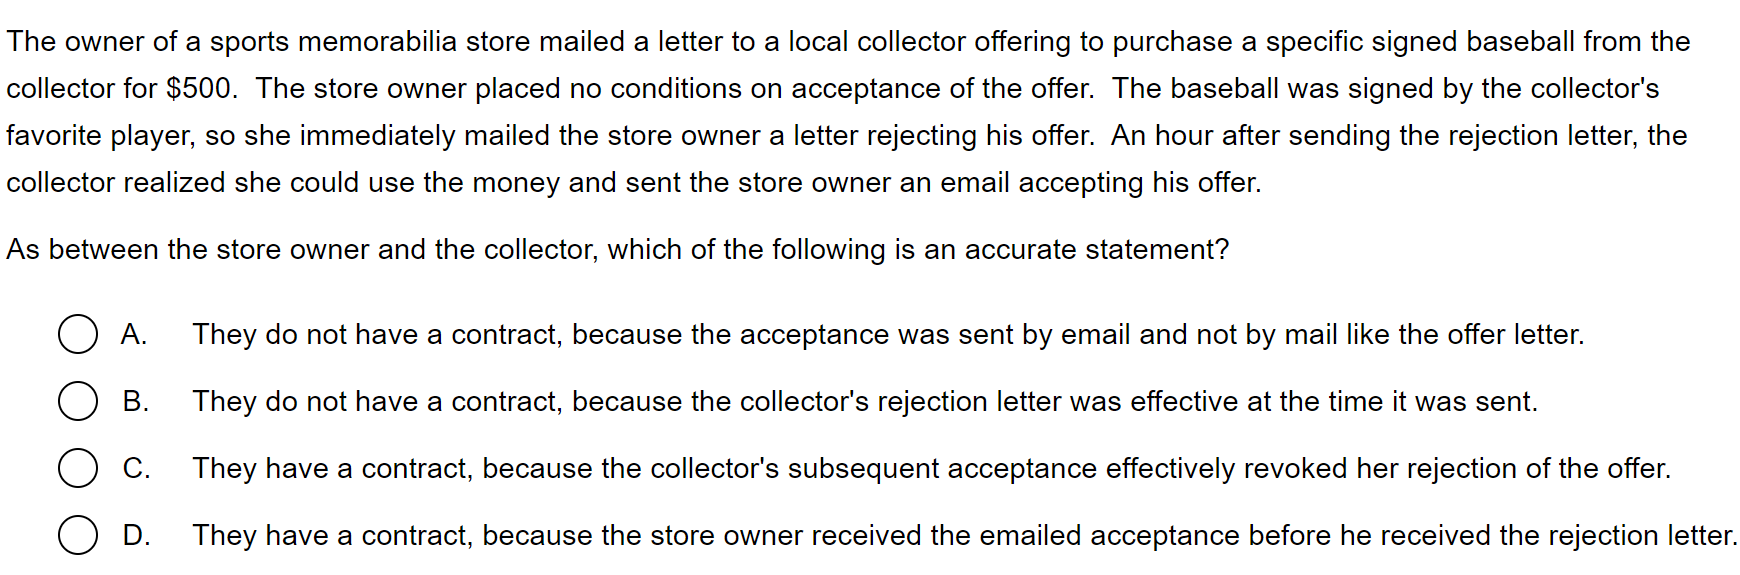 The owner of a sports memorabilia store mailed a letter to a local collector offering to purchase a specific signed baseball from the
collector for $500.  The store owner placed no conditions on acceptance of the offer.  The baseball was signed by the collector's
favorite player, so she immediately mailed the store owner a letter rejecting his offer.  An hour after sending the rejection letter, the
collector realized she could use the money and sent the store owner an email accepting his offer.
As between the store owner and the collector, which of the following is an accurate statement?
A. They do not have a contract, because the acceptance was sent by email and not by mail like the offer letter.
B. They do not have a contract, because the collector's rejection letter was effective at the time it was sent.
C. They have a contract, because the collector's subsequent acceptance effectively revoked her rejection of the offer.
D. They have a contract, because the store owner received the emailed acceptance before he received the rejection letter.